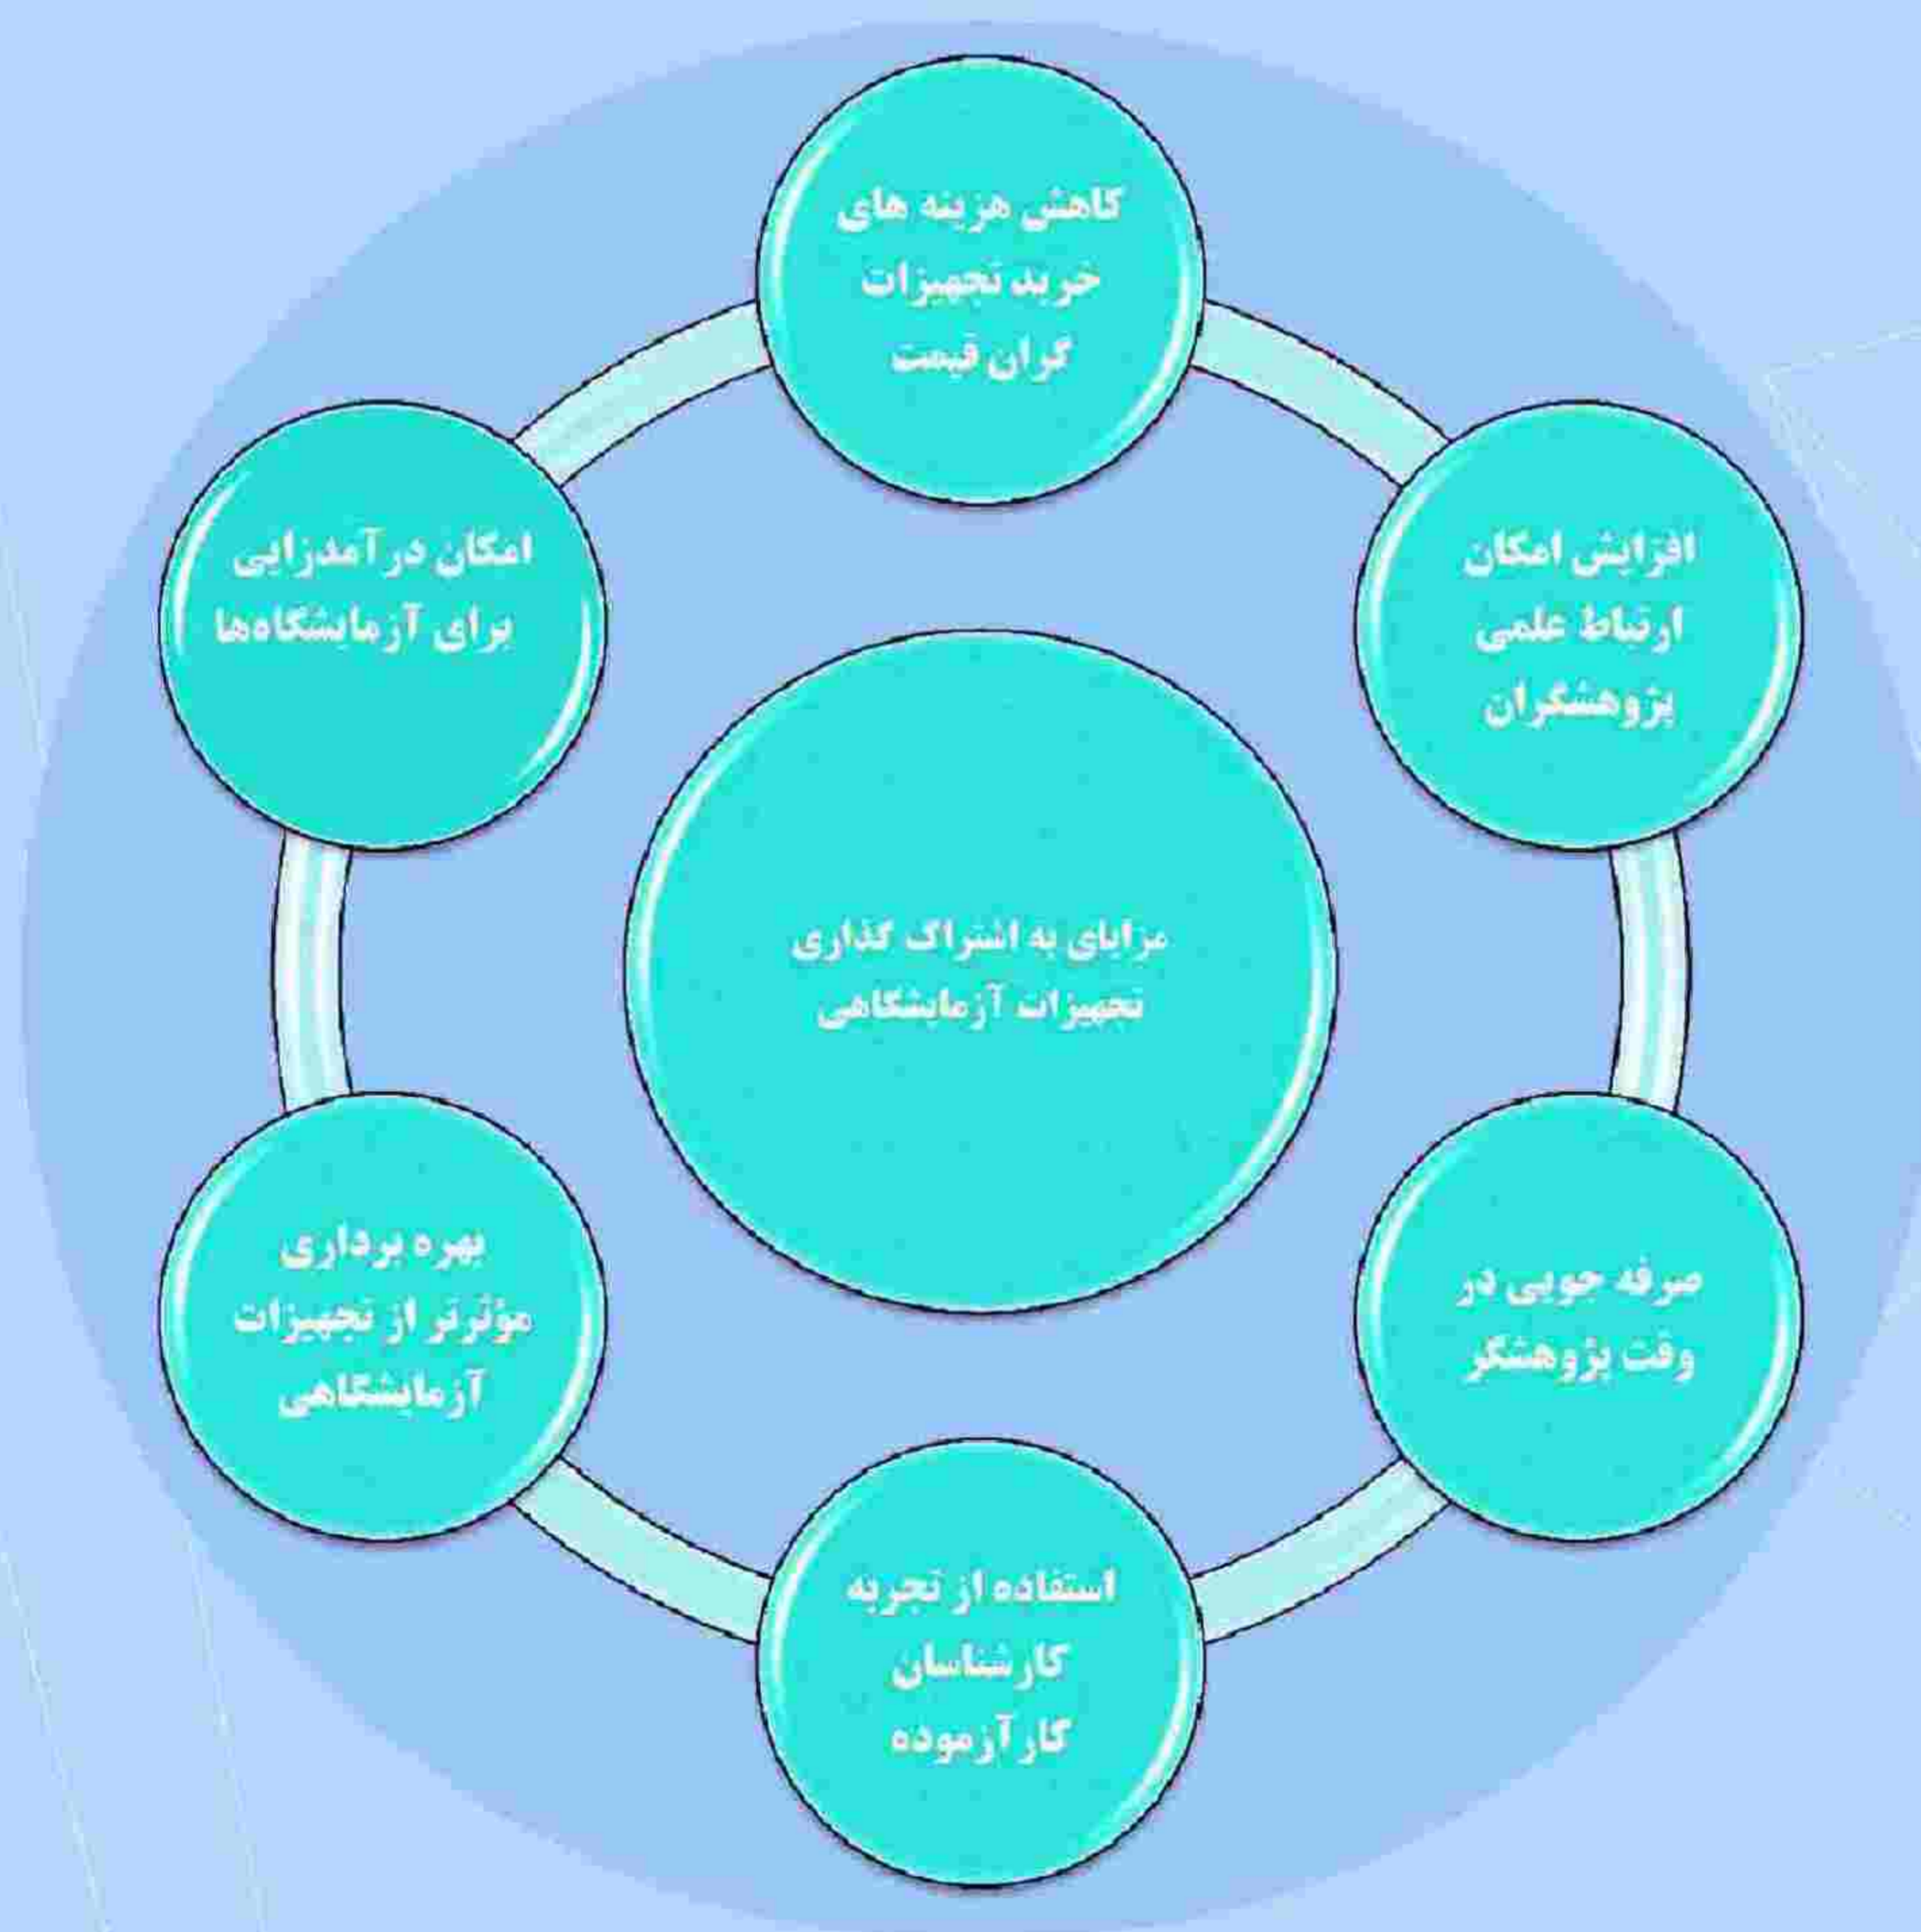 کاهش هزینه های
خرید تجهیزات
گران قیمت
افزایش امکان
ارتباط علمی
پژوهشگران
صرفه جویی در
وقت پژوهشگر
استفاده از تجربه
کارشناسان
کارآزموده
بهره برداری
مؤثرتر از تجهیزات
آزمایشگاهی
امکان درآمدزایی
برای آزمایشگاه‌ها
مزایای به اشتراک گذاری
تجهیزات آزمایشگاهی